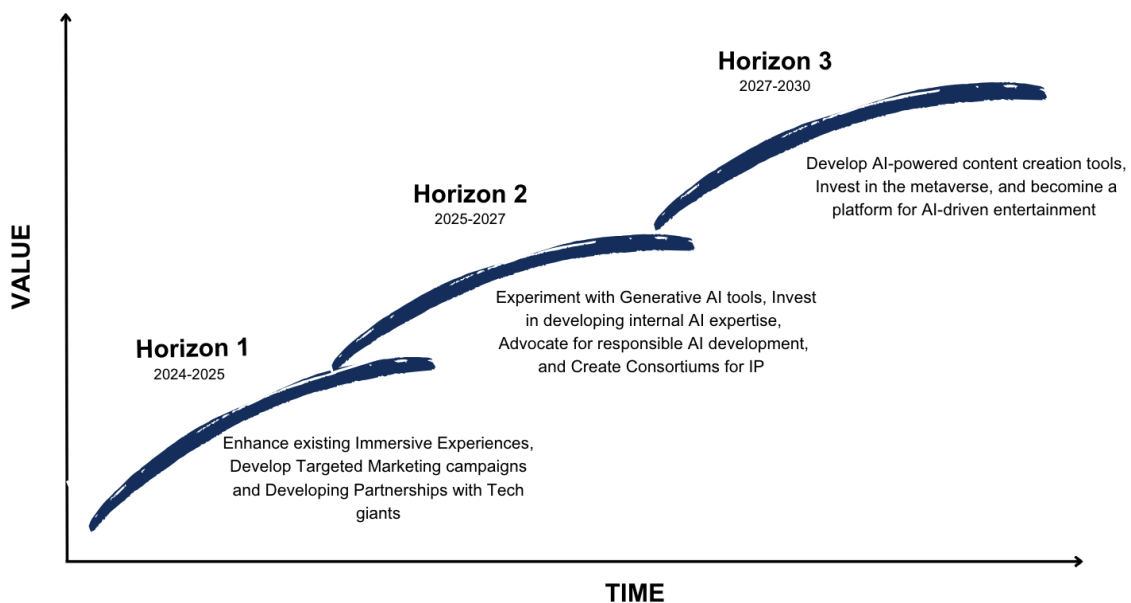 Horizon 3
2027-2030
Develop AI-powered content creation tools,
Invest in the metaverse, and becomine a
platform for AI-driven entertainment
Horizon 2
2025-2027
Experiment with Generative AI tools, Invest
in developing internal AI expertise,
Advocate for responsible AI development,
and Create Consortiums for IP
VALUE
Horizon 1
2024-2025
Enhance existing Immersive Experiences,
Develop Targeted Marketing campaigns
and Developing Partnerships with Tech
giants
TIME